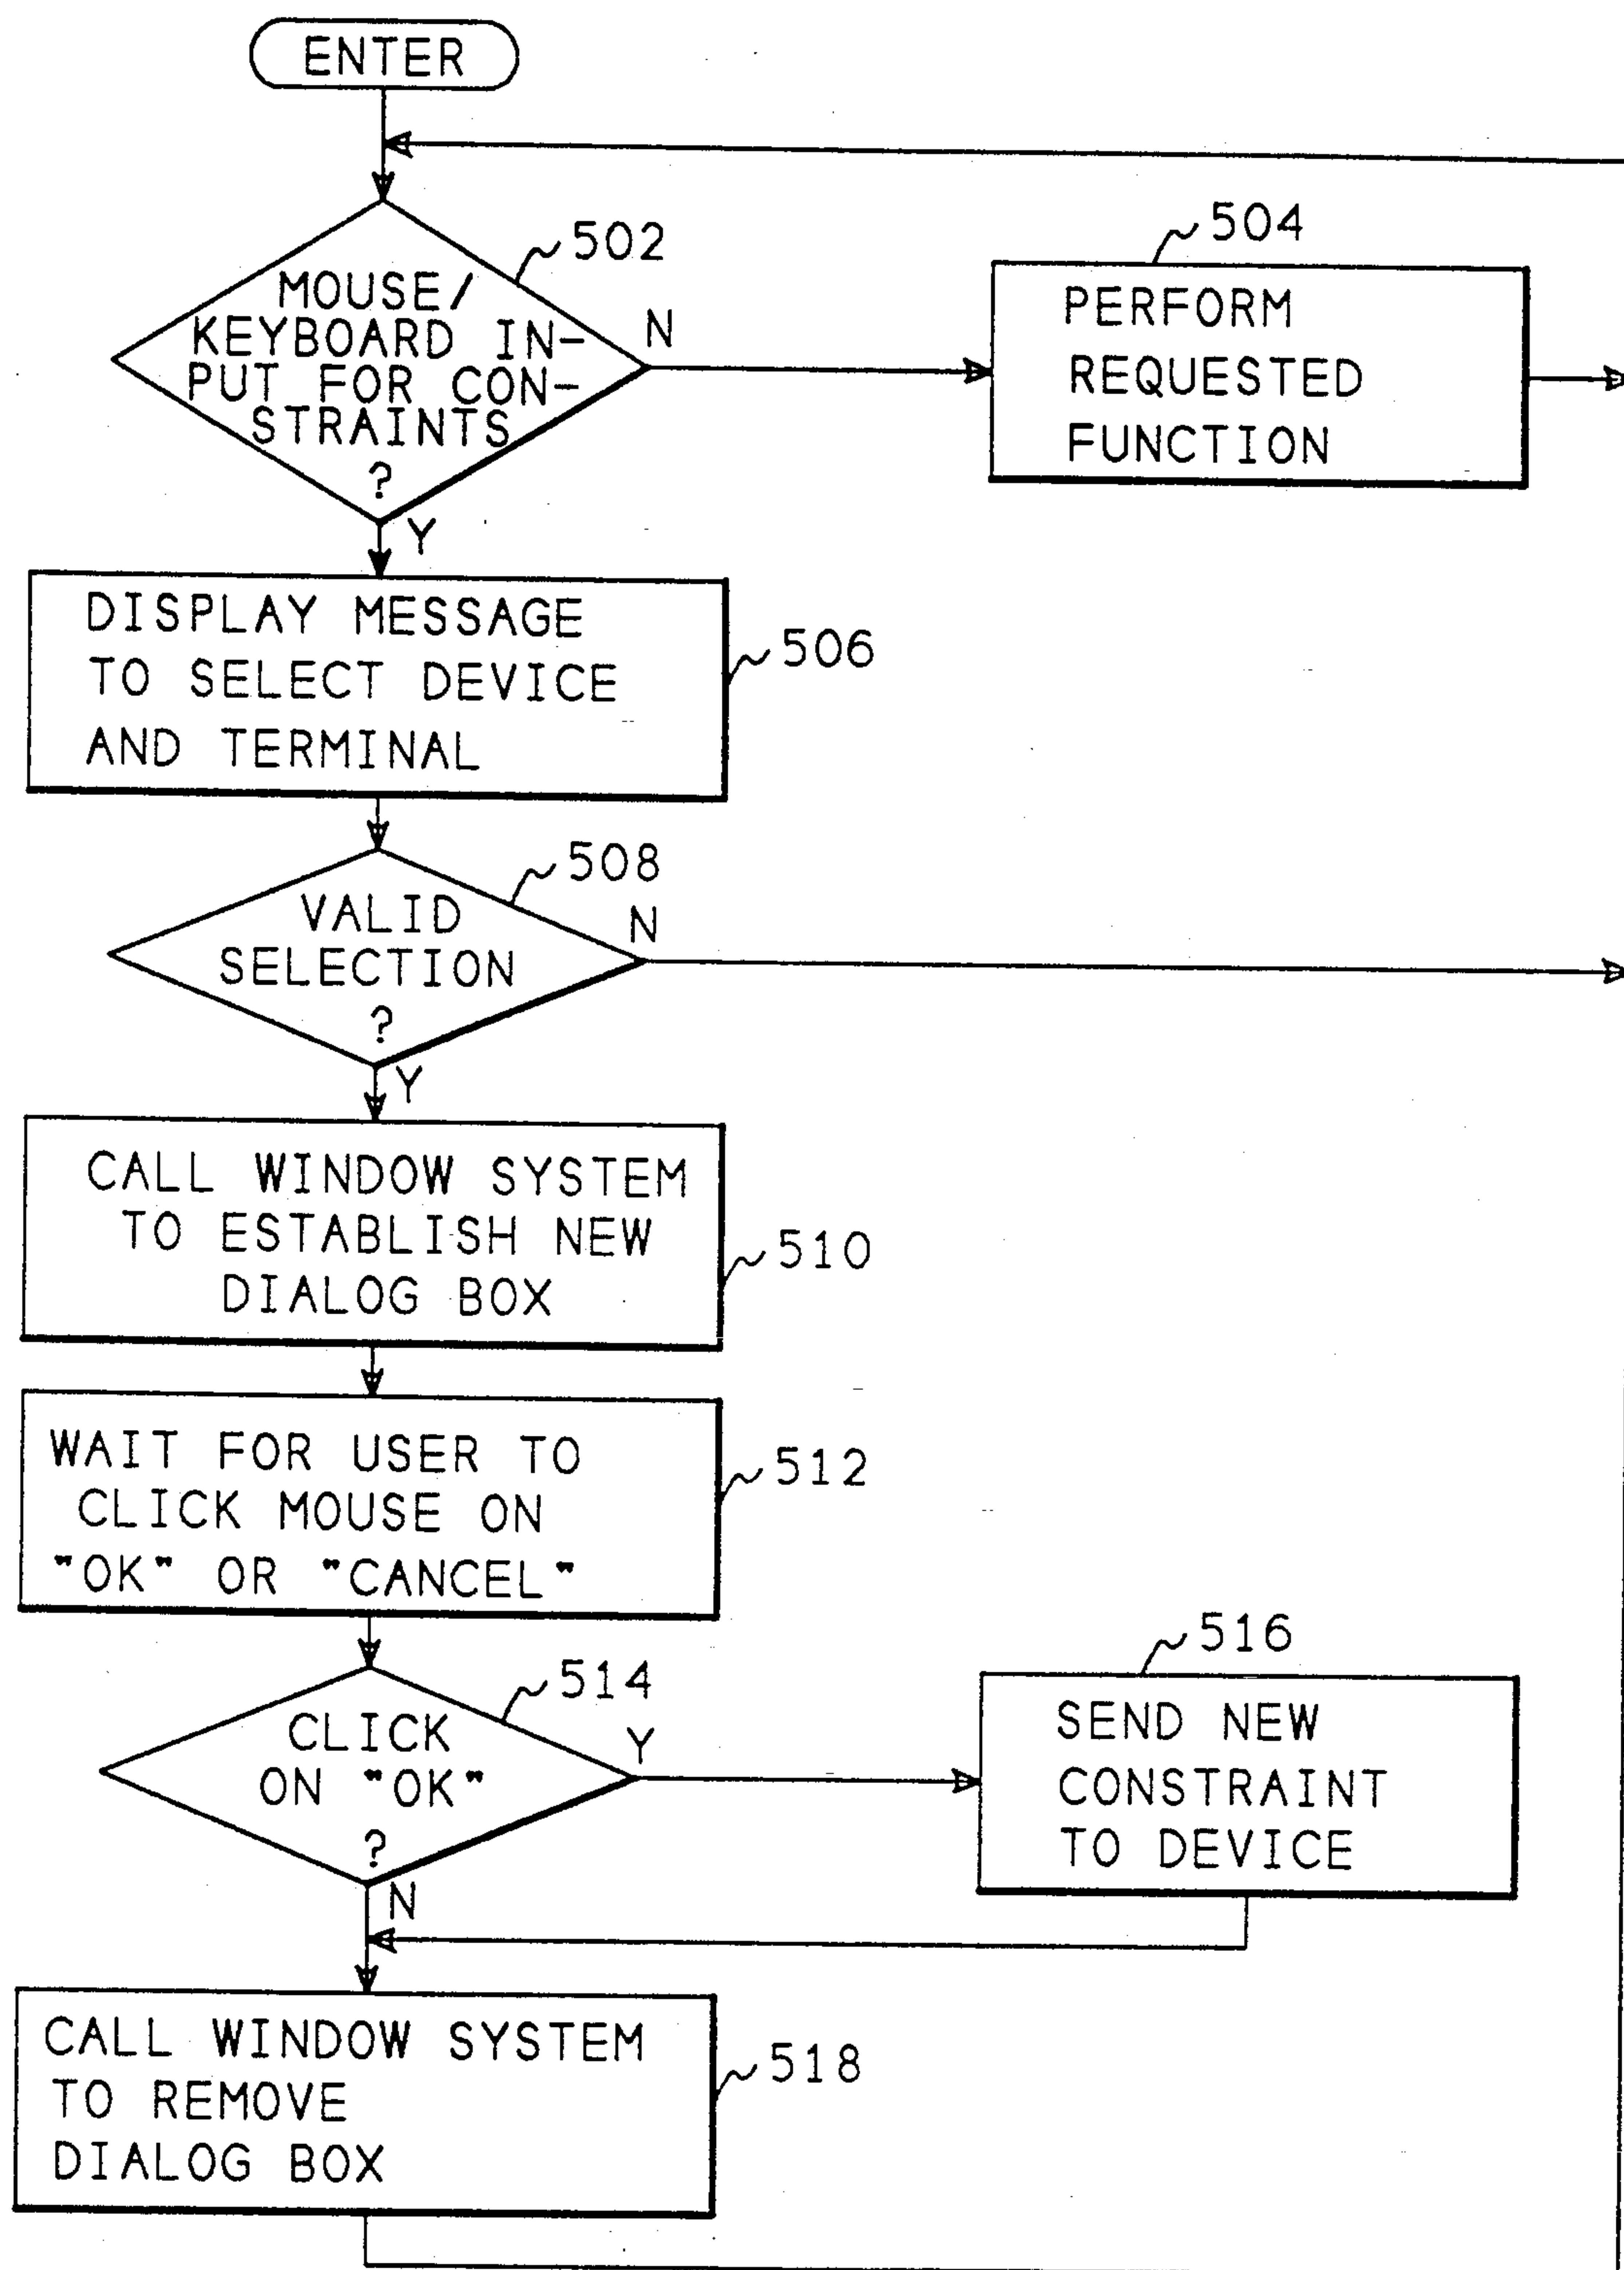 ENTER
502
MOUSE/
KEYBOARD IN-
PUT FOR CON-
STRAINTS
?
N
Y
504
PERFORM
REQUESTED
FUNCTION
DISPLAY MESSAGE
TO SELECT DEVICE
AND TERMINAL
506
508
VALID
SELECTION
?
N
Y
CALL WINDOW SYSTEM
TO ESTABLISH NEW
DIALOG BOX
510
WAIT FOR USER TO
CLICK MOUSE ON
"OK" OR "CANCEL"
512
514
CLICK
ON "OK"
?
Y
N
516
SEND NEW
CONSTRAINT
TO DEVICE
CALL WINDOW SYSTEM
TO REMOVE
DIALOG BOX
518